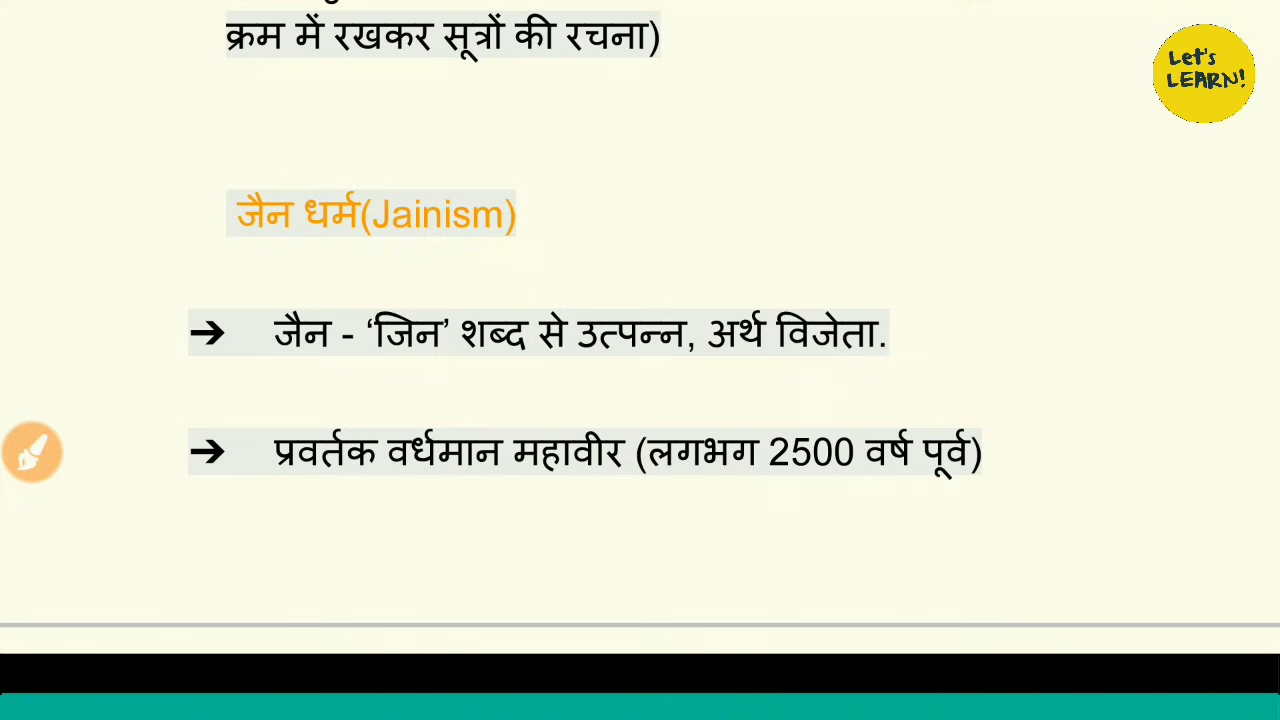 क्रम में रखकर सूत्रों की रचना)
Let's
LEARN!
जैन धर्म(Jainism)
➔ जैन - ‘जिन’ शब्द से उत्पन्न, अर्थ विजेता.
➔ प्रवर्तक वर्धमान महावीर (लगभग 2500 वर्ष पूर्व)